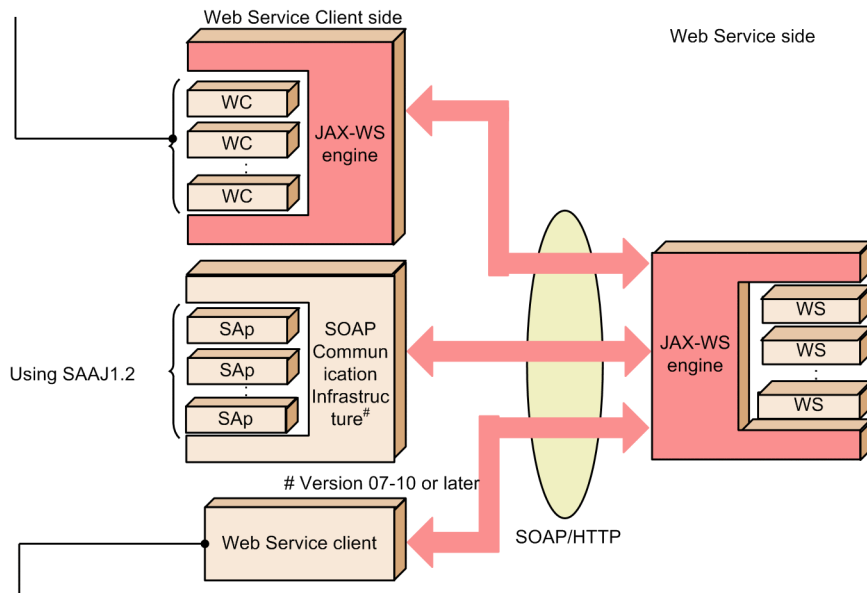 Web Service Client side
Web Service side
WC
WC
:
WC
JAX-WS
engine
SAp
SAp
:
SAp
SOAP
Commun
ication
Infrastruc
ture#
Using SAAJ1.2
JAX-WS
engine
WS
WS
:
WS
# Version 07-10 or later
Web Service client
SOAP/HTTP